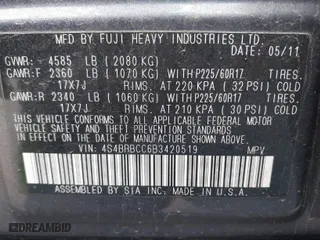 MFD. BY FUJI HEAVY INDUSTRIES LTD.
DATE: 05/11
GVWR: 4585 LB ( 2080 KG)
GAWR:F 2360 LB ( 1070 KG) WITH P225/60R17 TIRES.
17X7J RIMS. AT 220 KPA ( 32 PSI) COLD
GAWR:R 2340 LB ( 1060 KG) WITH P225/60R17 TIRES.
17X7J RIMS. AT 210 KPA ( 30 PSI) COLD
THIS VEHICLE CONFORMS TO ALL APPLICABLE
FEDERAL MOTOR VEHICLE SAFETY STANDARDS
IN EFFECT ON THE DATE OF MANUFACTURE SHOWN ABOVE.
VIN: 4S4BRBCC6B3420519 MPV
ASSEMBLED BY SIA INC. MADE IN U.S.A.
DREAMBID
dreambid.com